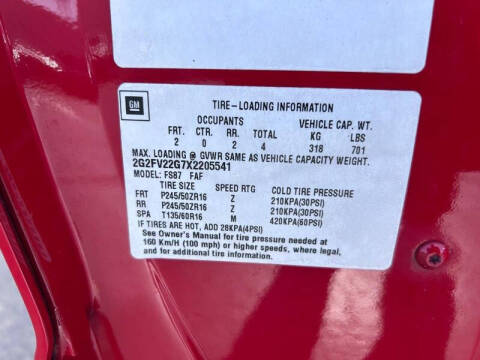 GM
TIRE-LOADING INFORMATION
OCCUPANTS VEHICLE CAP. WT.
FRT. CTR. RR. TOTAL KG LBS
2 0 2 4 318 701
MAX. LOADING @ GVWR SAME AS VEHICLE CAPACITY WEIGHT.
2G2FV22G7X2205541
MODEL: FS87 FAF
TIRE SIZE SPEED RTG COLD TIRE PRESSURE
FRT P245/50ZR16 Z 210KPA(30PSI)
RR P245/50ZR16 Z 210KPA(30PSI)
SPA T135/60R16 M 420KPA(60PSI)
IF TIRES ARE HOT, ADD 28KPA(4PSI)
See Owner's Manual for tire pressure needed at
160 Km/H (100 mph) or higher speeds, where legal,
and for additional tire information.